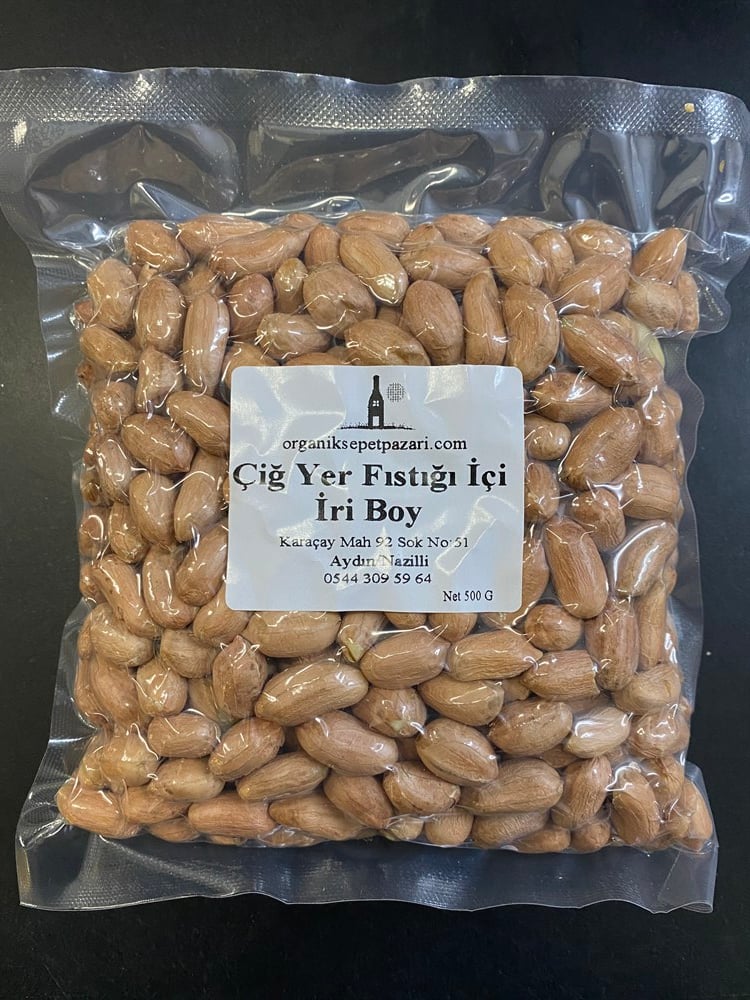 organiksepetpazari.com
Çiğ Yer Fıstığı İçi
İri Boy
Karaçay Mah 92 Sok No:51
Aydın/Nazilli
0544 309 59 64
Net 500 G